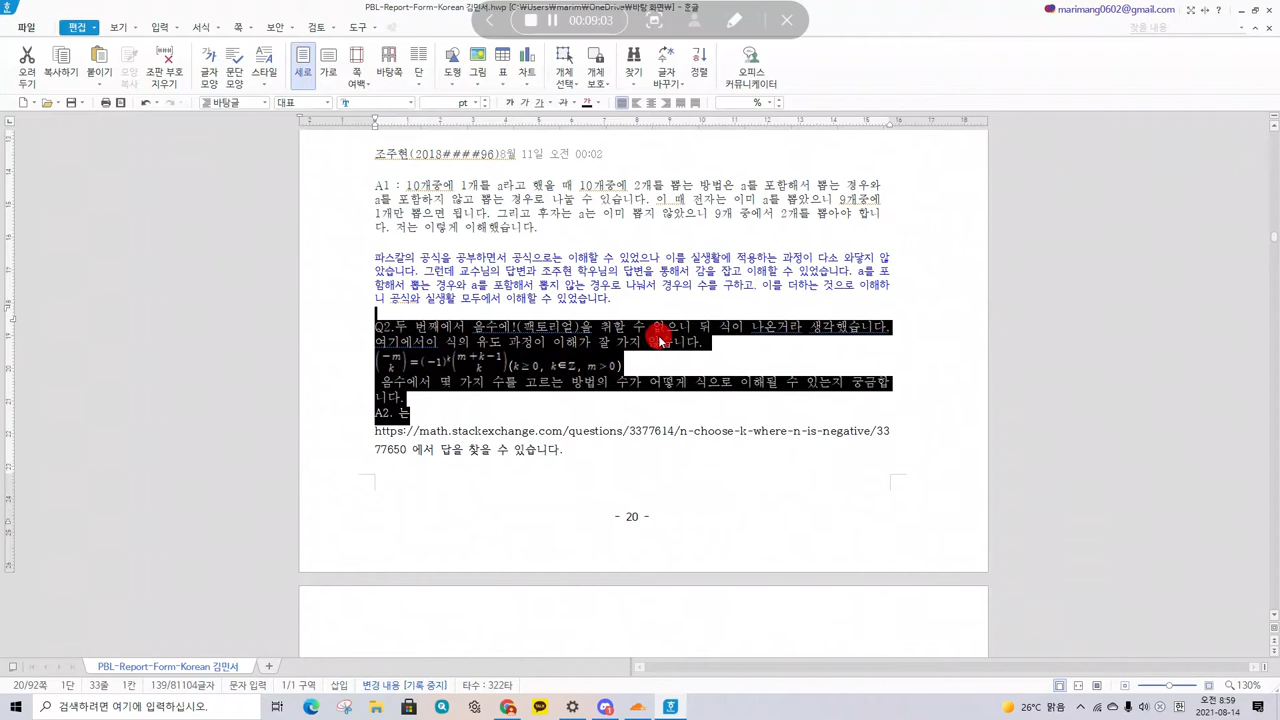 PBL-Report-Form-Korean 김민서.hwp [C:\Users\marim\OneDrive\바탕 화면\] - 한글
00:09:03
marimang0602@gmail.com
파일 편집 보기 입력 서식 쪽 보안 검토 도구 찾을 내용
오려 두기 복사하기 붙이기 모양 복사 조판 부호 지우기 글자 모양 문단 모양 스타일 세로 가로 쪽 여백 바탕쪽 단 도형 그림 표 차트 개체 선택 개체 보호 찾기 글자 바꾸기 정렬 오피스 커뮤니케이터
바탕글 대표 pt 가 가 가 가 가 %
조주현(2018####96)8월 11일 오전 00:02
A1 : 10개중에 1개를 a라고 했을 때 10개중에 2개를 뽑는 방법은 a를 포함해서 뽑는 경우와
a를 포함하지 않고 뽑는 경우로 나눌 수 있습니다. 이 때 전자는 이미 a를 뽑았으니 9개중에
1개만 뽑으면 됩니다. 그리고 후자는 a는 이미 뽑지 않았으니 9개 중에서 2개를 뽑아야 합니
다. 저는 이렇게 이해했습니다.
파스칼의 공식을 공부하면서 공식으로는 이해할 수 있었으나 이를 실생활에 적용하는 과정이 다소 와닿지 않
았습니다. 그런데 교수님의 답변과 조주현 학우님의 답변을 통해서 감을 잡고 이해할 수 있었습니다. a를 포
함해서 뽑는 경우와 a를 포함해서 뽑지 않는 경우로 나눠서 경우의 수를 구하고, 이를 더하는 것으로 이해하
니 공식와 실생활 모두에서 이해할 수 있었습니다.
Q2.두 번째에서 음수에!(팩토리얼)을 취할 수 없으니 뒤 식이 나온거라 생각했습니다.
여기에서이 식의 유도 과정이 이해가 잘 가지 않습니다.
(−m k) = (−1)^k (m+k−1 k) (k≥0, k∈Z, m>0)
음수에서 몇 가지 수를 고르는 방법의 수가 어떻게 식으로 이해될 수 있는지 궁금합
니다.
A2. 는
https://math.stackexchange.com/questions/3377614/n-choose-k-where-n-is-negative/33
77650 에서 답을 찾을 수 있습니다.
- 20 -
PBL-Report-Form-Korean 김민서
20/92쪽 1단 33줄 1칸 139/81104글자 문자 입력 1/1 구역 삽입 변경 내용 [기록 중지] 타수 : 322타 130%
검색하려면 여기에 입력하십시오. 26°C 맑음 오전 8:59
2021-08-14